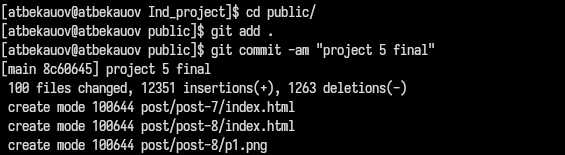 [atbekauov@atbekauov Ind_project]$ cd public/
[atbekauov@atbekauov public]$ git add .
[atbekauov@atbekauov public]$ git commit -am "project 5 final"
[main 8c60645] project 5 final
 100 files changed, 12351 insertions(+), 1263 deletions(-)
 create mode 100644 post/post-7/index.html
 create mode 100644 post/post-8/index.html
 create mode 100644 post/post-8/p1.png